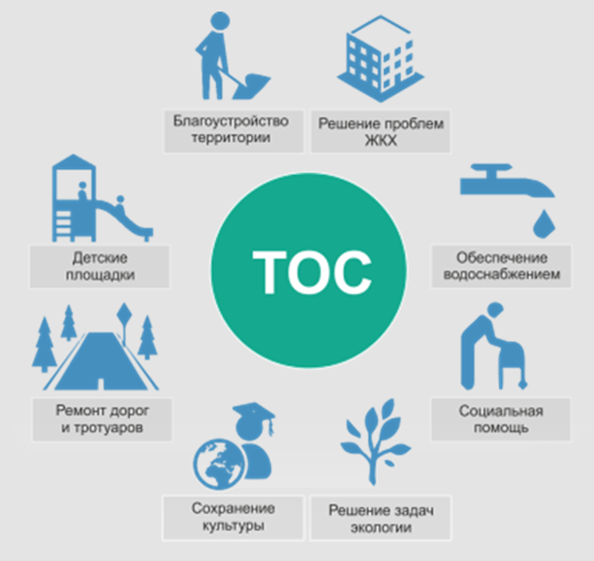 Благоустройство
территории
Решение проблем
ЖКХ
Детские
площадки
ТОС
Обеспечение
водоснабжением
Ремонт дорог
и тротуаров
Социальная
помощь
Сохранение
культуры
Решение задач
экологии